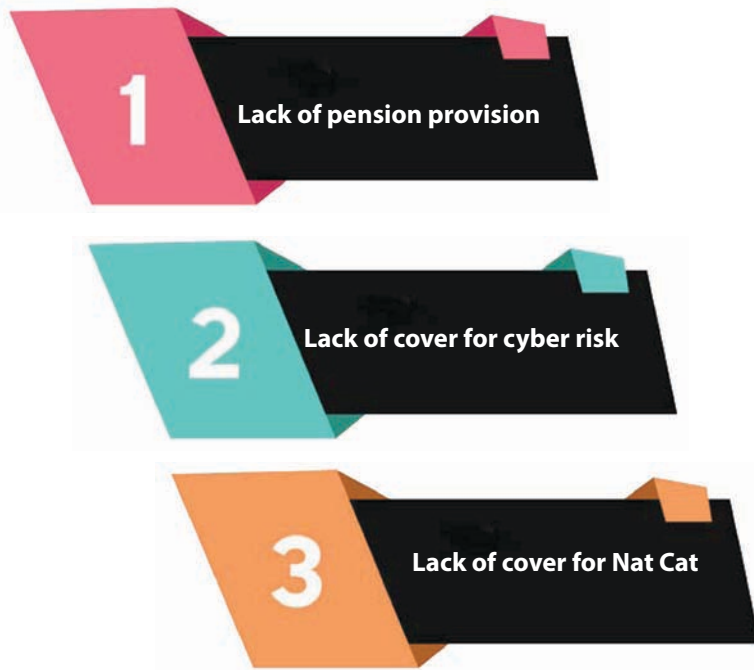 1
Lack of pension provision
2
Lack of cover for cyber risk
3
Lack of cover for Nat Cat